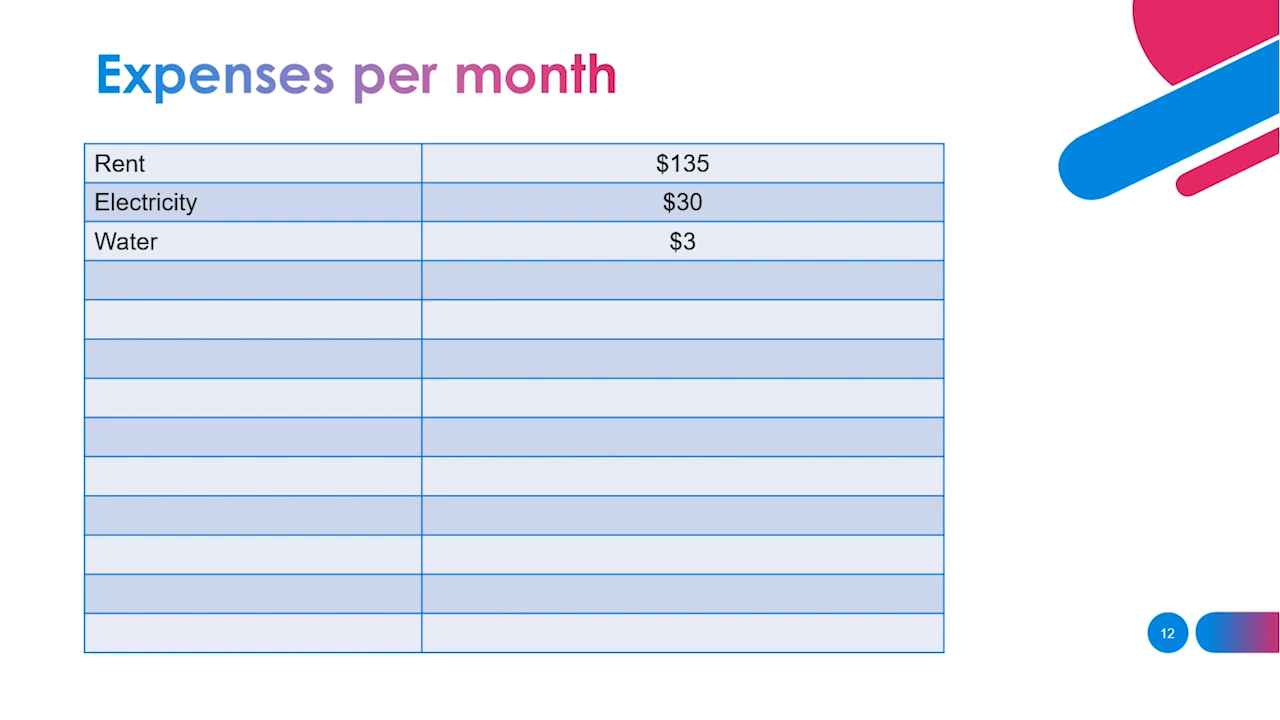 Expenses per month
Rent $135
Electricity $30
Water $3
12